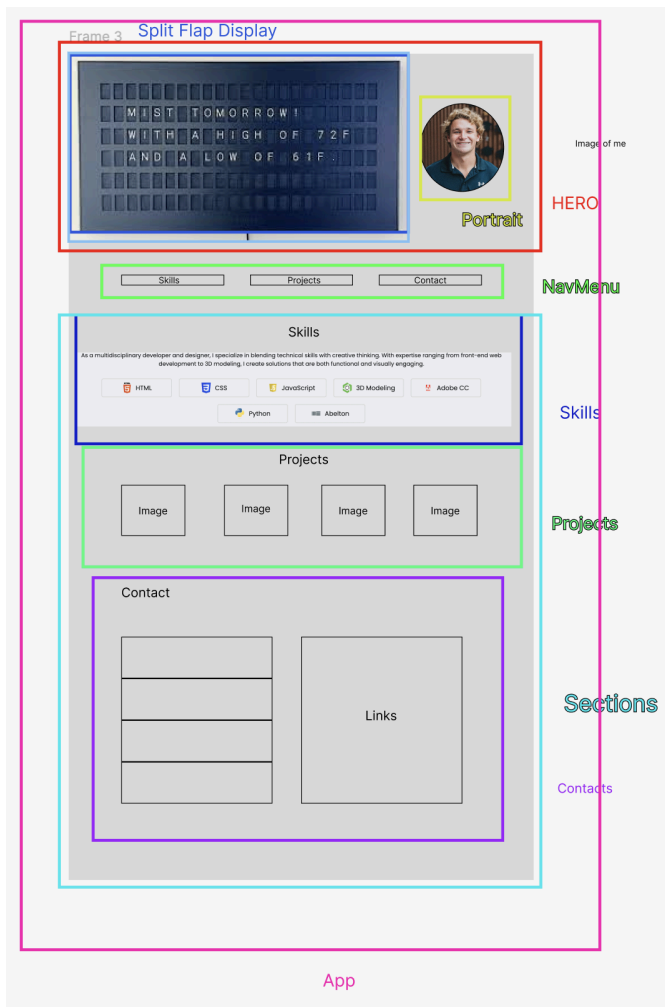 Frame 3
Split Flap Display
MIST TOMORROW!
WITH A HIGH OF 72F
AND A LOW OF 61F.
Image of me
HERO
Portrait
Skills
Projects
Contact
NavMenu
Skills
As a multidisciplinary developer and designer, I specialize in blending technical skills with creative thinking. With expertise ranging from front-end web
development to 3D modeling, I create solutions that are both functional and visually engaging.
HTML
CSS
JavaScript
3D Modeling
Adobe CC
Python
Abelton
Skills
Projects
Image
Image
Image
Image
Projects
Contact
Links
Sections
Contacts
App